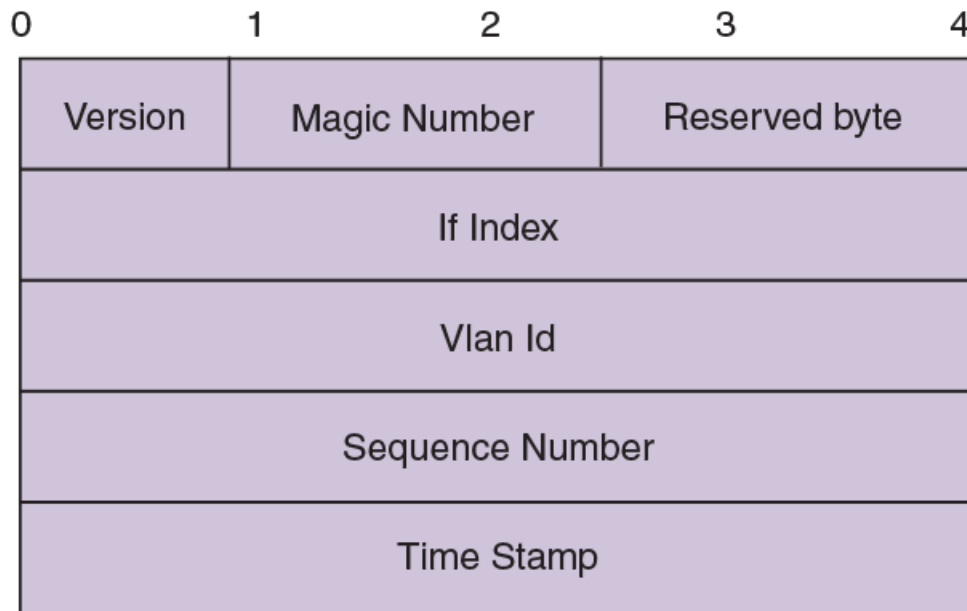 0 1 2 3 4
Version Magic Number Reserved byte
If Index
Vlan Id
Sequence Number
Time Stamp